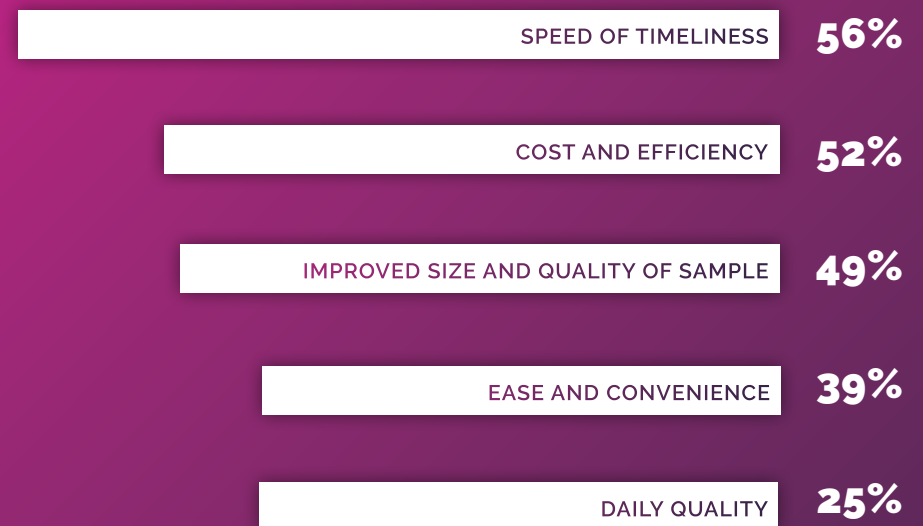 SPEED OF TIMELINESS 56%
COST AND EFFICIENCY 52%
IMPROVED SIZE AND QUALITY OF SAMPLE 49%
EASE AND CONVENIENCE 39%
DAILY QUALITY 25%